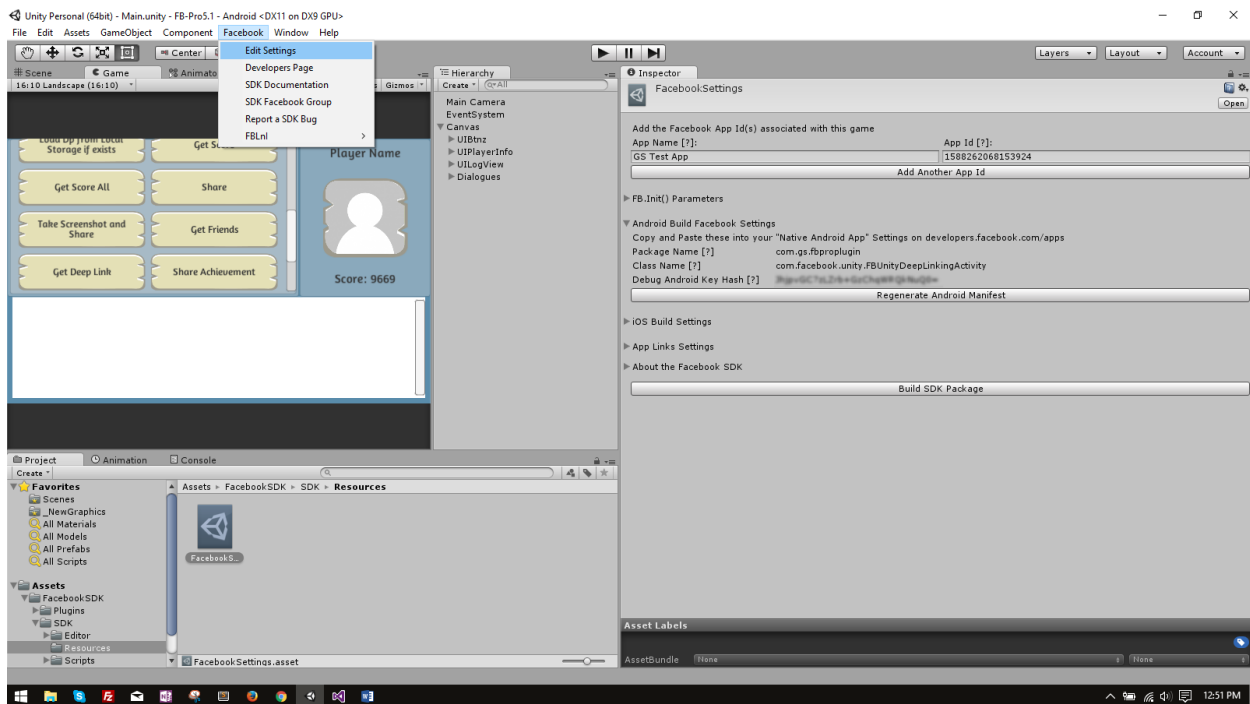 Unity Personal (64bit) - Main.unity - FB-Pro5.1 - Android <DX11 on DX9 GPU>
File Edit Assets GameObject Component Facebook Window Help
Center
Layers Layout Account
Edit Settings
Developers Page
SDK Documentation
SDK Facebook Group
Report a SDK Bug
FBLnl
Scene Game Animato
16:10 Landscape (16:10) Gizmos
Storage if exists
Player Name
Get Score All Share
Take Screenshot and
Share
Get Friends
Get Deep Link Share Achievement
Score: 9669
Hierarchy
Create All
Main Camera
EventSystem
Canvas
UIBtnz
UIPlayerInfo
UILogView
Dialogues
Inspector
FacebookSettings
Open
Add the Facebook App Id(s) associated with this game
App Name [?]: App Id [?]:
GS Test App 1588262068153924
Add Another App Id
FB.Init() Parameters
Android Build Facebook Settings
Copy and Paste these into your "Native Android App" Settings on developers.facebook.com/apps
Package Name [?] com.gs.fbproplugin
Class Name [?] com.facebook.unity.FBUnityDeepLinkingActivity
Debug Android Key Hash [?]
Regenerate Android Manifest
iOS Build Settings
App Links Settings
About the Facebook SDK
Build SDK Package
Project Animation Console
Create
Favorites
Scenes
_NewGraphics
All Materials
All Models
All Prefabs
All Scripts
Assets
FacebookSDK
Plugins
SDK
Editor
Resources
Scripts
Assets FacebookSDK SDK Resources
FacebookS...
FacebookSettings.asset
Asset Labels
AssetBundle None None
12:51 PM